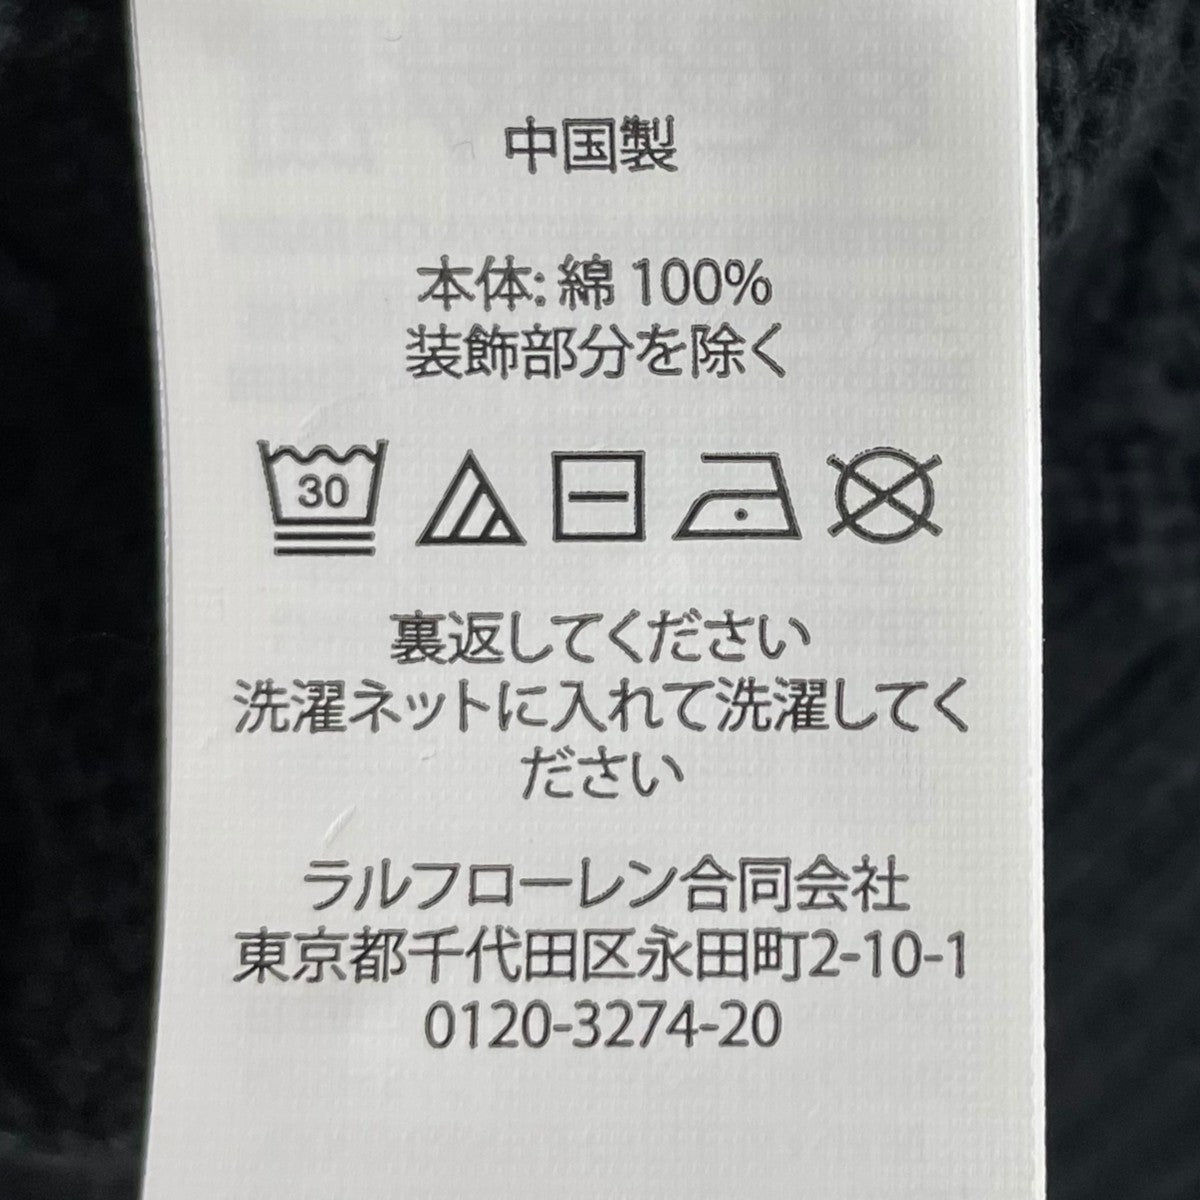 中国製
本体: 綿 100%
装飾部分を除く
30
裏返してください
洗濯ネットに入れて洗濯してく
ださい
ラルフローレン合同会社
東京都千代田区永田町2-10-1
0120-3274-20